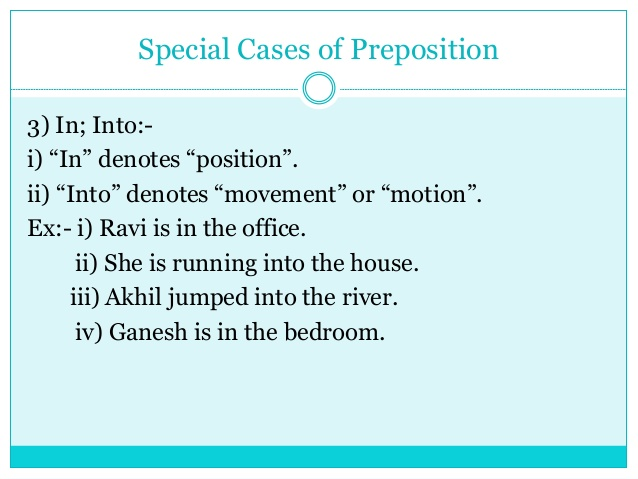 Special Cases of Preposition
3) In; Into:-
i) “In” denotes “position”.
ii) “Into” denotes “movement” or “motion”.
Ex:- i) Ravi is in the office.
ii) She is running into the house.
iii) Akhil jumped into the river.
iv) Ganesh is in the bedroom.